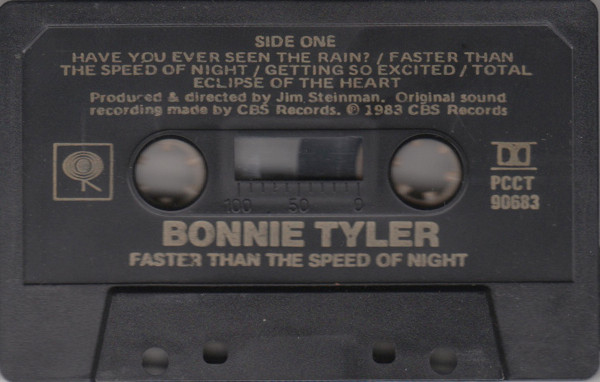 SIDE ONE
HAVE YOU EVER SEEN THE RAIN? / FASTER THAN
THE SPEED OF NIGHT / GETTING SO EXCITED / TOTAL
ECLIPSE OF THE HEART
Produced & directed by Jim Steinman. Original sound
recording made by CBS Records. ℗ 1983 CBS Records
PCCT
90683
100 50 0
BONNIE TYLER
FASTER THAN THE SPEED OF NIGHT